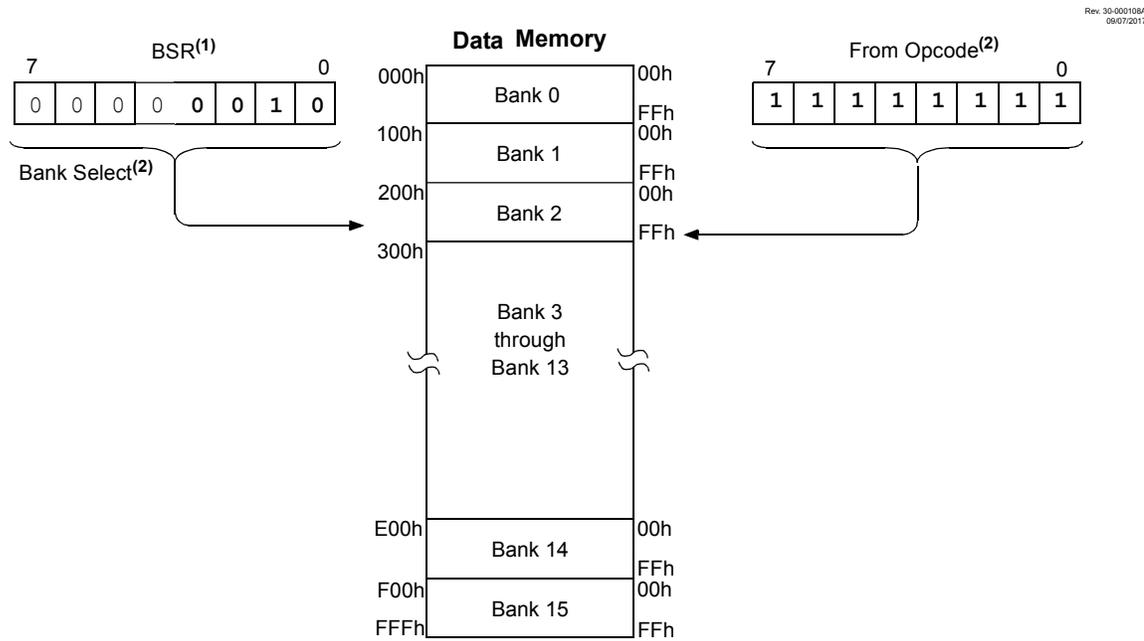 Rev. 30-000108A
09/07/2017
BSR(1)
7 0
0 0 0 0 0 0 1 0
Bank Select(2)
Data Memory
000h Bank 0 00h
FFh
100h Bank 1 00h
FFh
200h Bank 2 00h
FFh
300h
Bank 3
through
Bank 13
E00h Bank 14 00h
FFh
F00h Bank 15 00h
FFFh FFh
From Opcode(2)
7 0
1 1 1 1 1 1 1 1